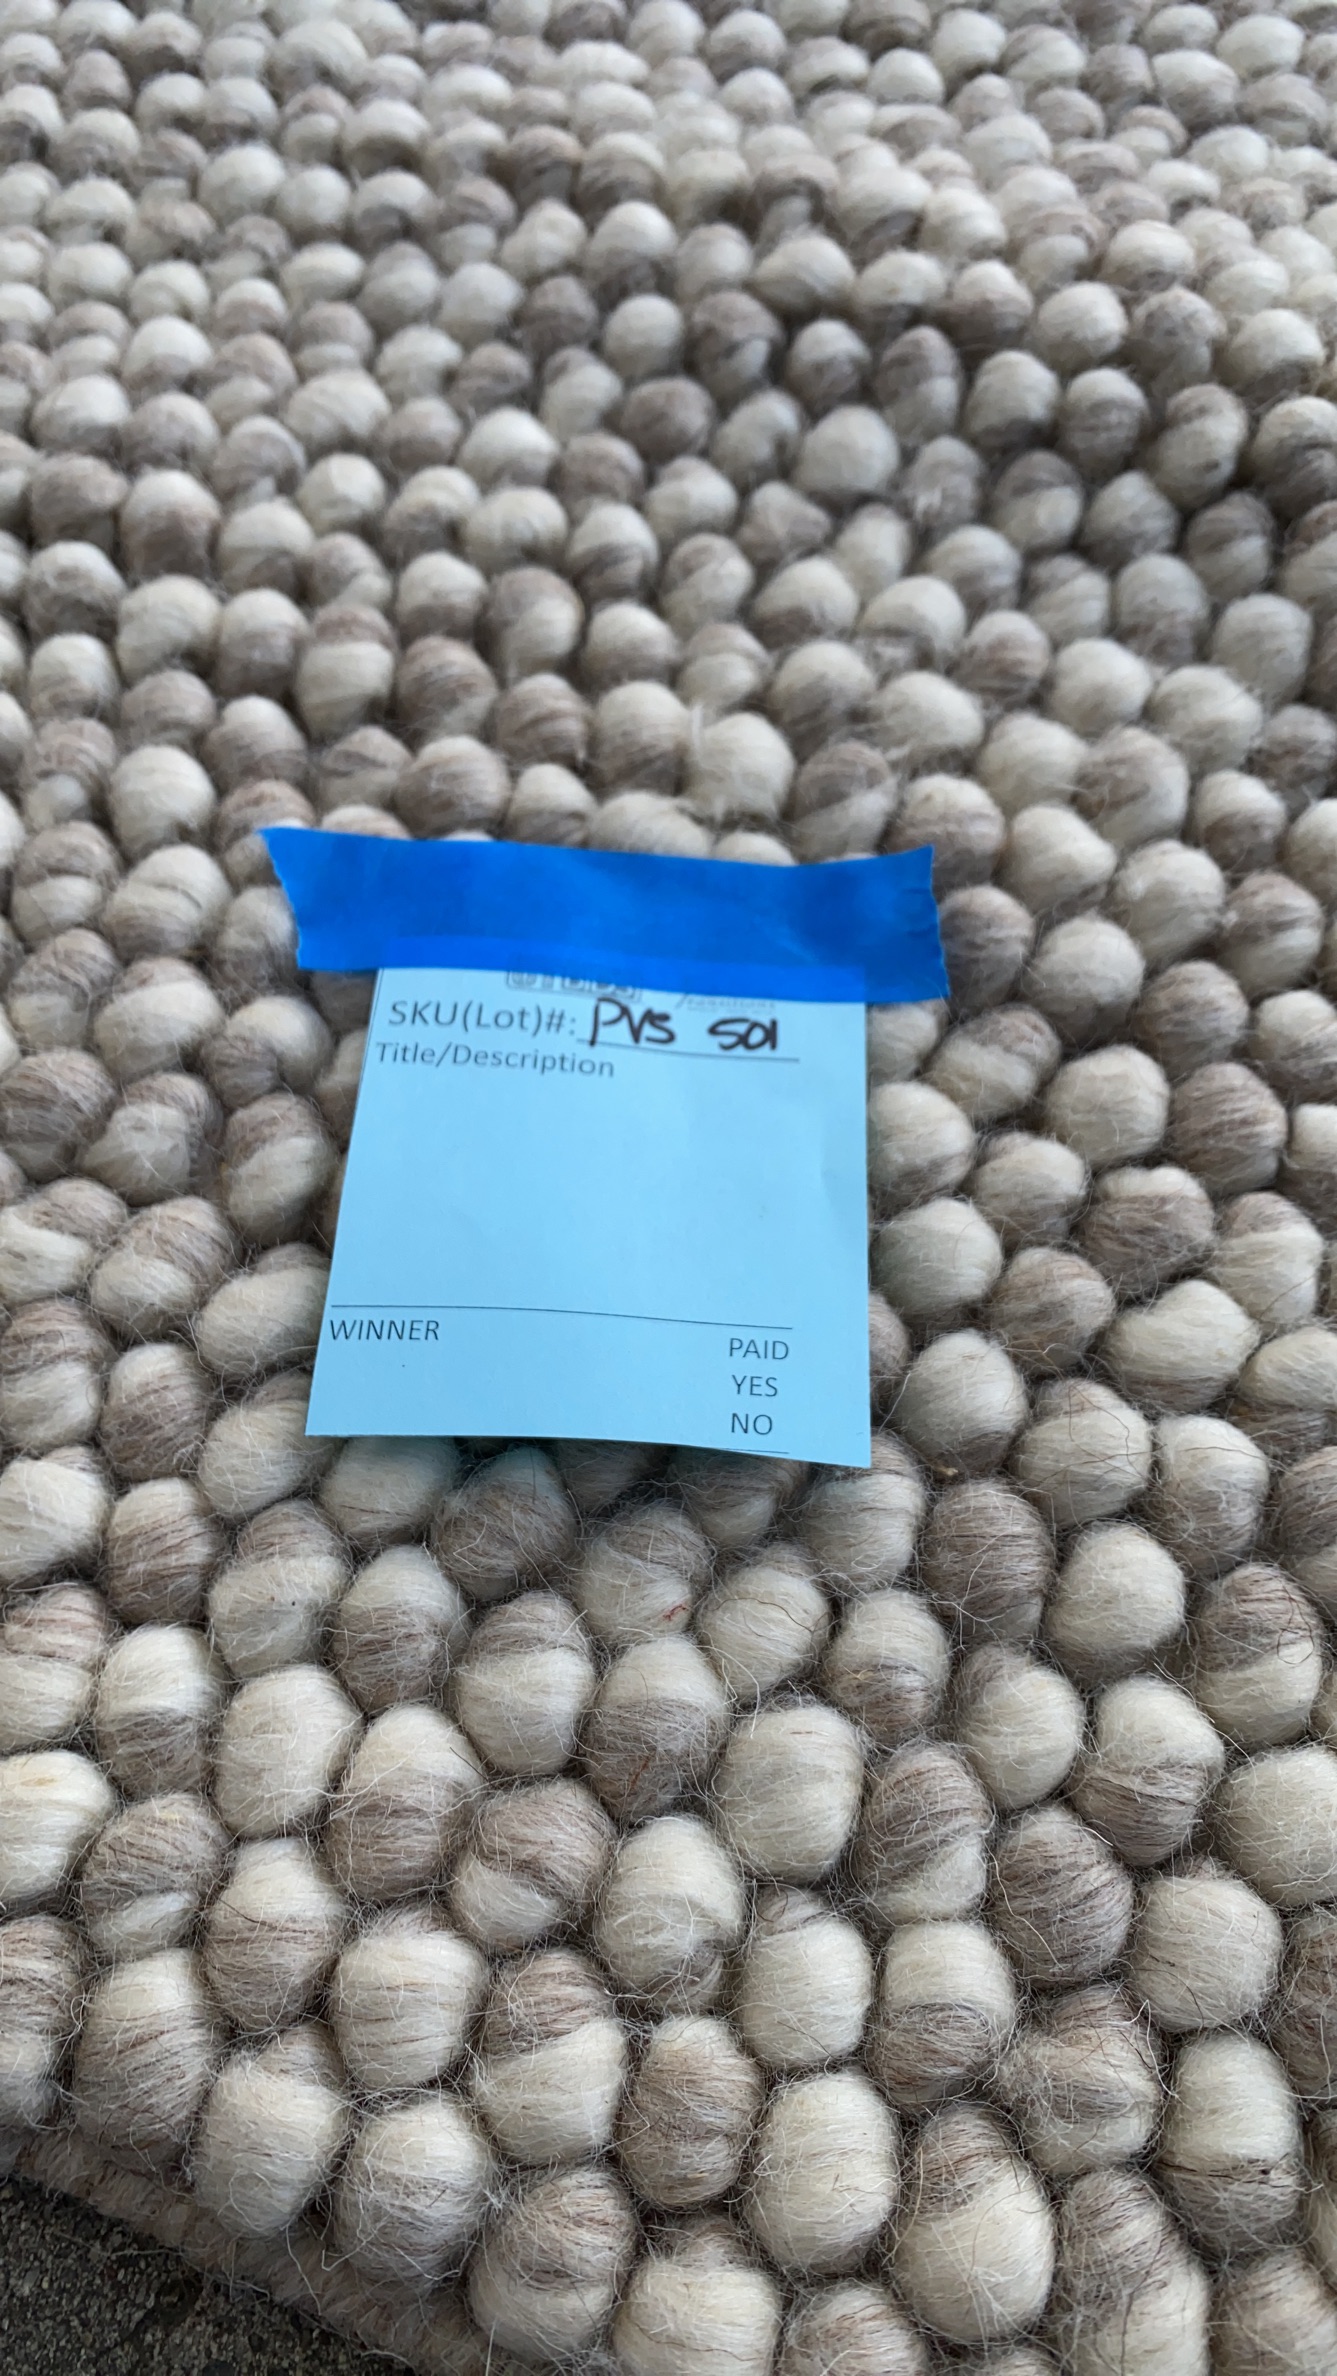 SKU(Lot)#: PVS 501
Title/Description
WINNER
PAID
YES
NO